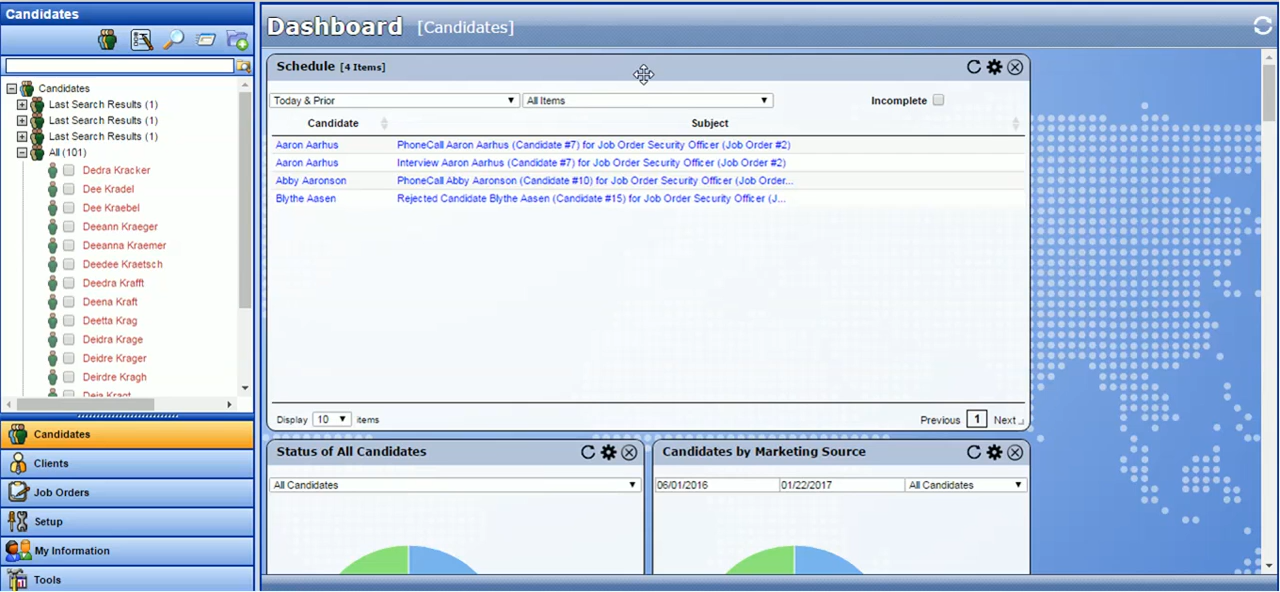 Candidates
Candidates
Last Search Results (1)
Last Search Results (1)
Last Search Results (1)
All (101)
Dedra Kracker
Dee Kradel
Dee Kraebel
Deeann Kraeger
Deeanna Kraemer
Deedee Kraetsch
Deedra Krafft
Deena Kraft
Deetta Krag
Deidra Krage
Deidre Krager
Deirdre Kragh
Deja Kragt
Candidates
Clients
Job Orders
Setup
My Information
Tools
Dashboard [Candidates]
Schedule [4 Items]
Today & Prior All Items Incomplete
Candidate Subject
Aaron Aarhus PhoneCall Aaron Aarhus (Candidate #7) for Job Order Security Officer (Job Order #2)
Aaron Aarhus Interview Aaron Aarhus (Candidate #7) for Job Order Security Officer (Job Order #2)
Abby Aaronson PhoneCall Abby Aaronson (Candidate #10) for Job Order Security Officer (Job Order...
Blythe Aasen Rejected Candidate Blythe Aasen (Candidate #15) for Job Order Security Officer (J...
Display 10 items Previous 1 Next
Status of All Candidates
All Candidates
Candidates by Marketing Source
06/01/2016 01/22/2017 All Candidates